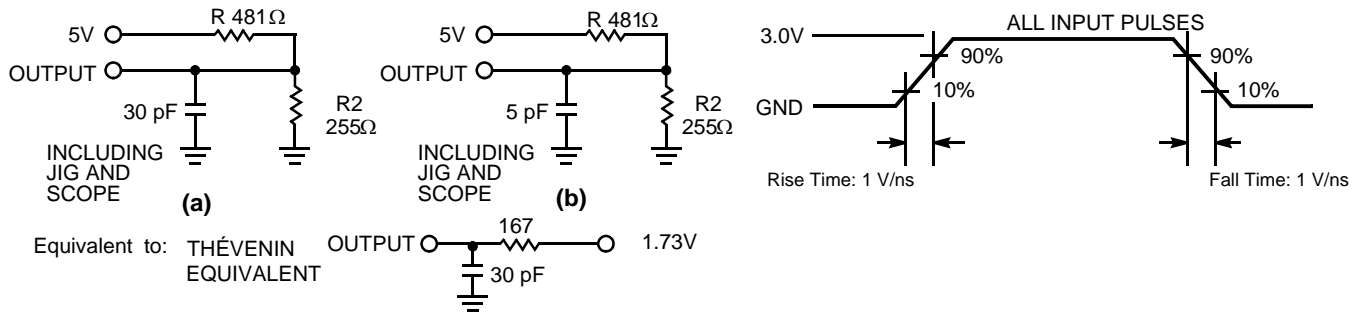 R 481Ω
5V
OUTPUT
30 pF
R2
255Ω
INCLUDING
JIG AND
SCOPE
(a)
R 481Ω
5V
OUTPUT
5 pF
R2
255Ω
INCLUDING
JIG AND
SCOPE
(b)
ALL INPUT PULSES
3.0V
90%
10%
GND
90%
10%
Rise Time: 1 V/ns
Fall Time: 1 V/ns
Equivalent to: THÉVENIN
EQUIVALENT
OUTPUT
167
1.73V
30 pF